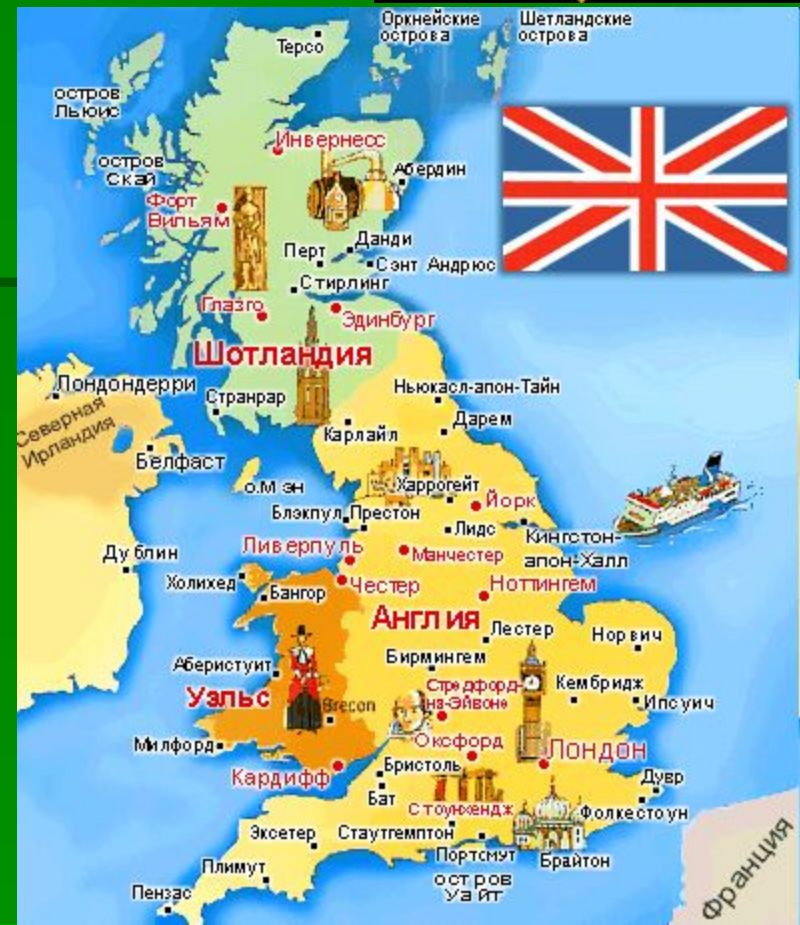 Оркнейские
острова
Шетландские
острова
Терсо
остров
Льюис
Инвернесс
остров
Скай
Абердин
Форт
Вильям
Данди
Перт
Сэнт Андрюс
Стирлинг
Глазго
Эдинбург
Шотландия
Лондондерри
Ньюкасл-апон-Тайн
Странрар
Северная
Ирландия
Дарем
Карлайл
Белфаст
о.Мэн
Харрогейт
Йорк
Блэкпул
Престон
Лидс
Кингстон-
апон-Халл
Ливерпуль
Манчестер
Дублин
Холихед
Честер
Ноттингем
Бангор
Англия
Лестер
Норвич
Бирмингем
Аберистуит
Стредфорд-
на-Эйвоне
Кембридж
Уэльс
Brecon
Ипсуич
Оксфорд
Лондон
Милфорд
Бристоль
Кардифф
Дувр
Бат
Стоунхендж
Фолкестоун
Эксетер
Стаутгемптон
Портсмут
Брайтон
Плимут
остров
Уайт
Пензас
Франция